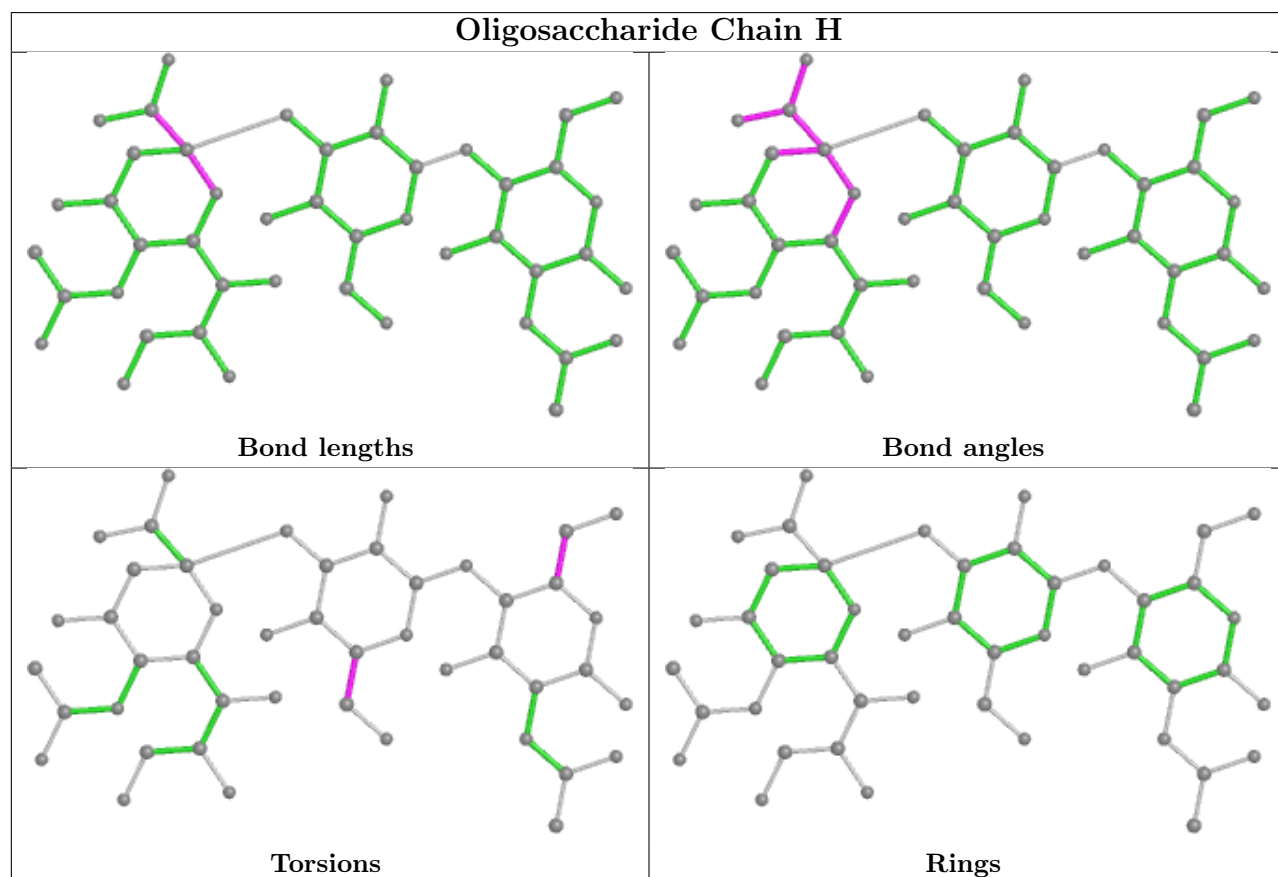 Oligosaccharide Chain H
Bond lengths
Bond angles
Torsions
Rings